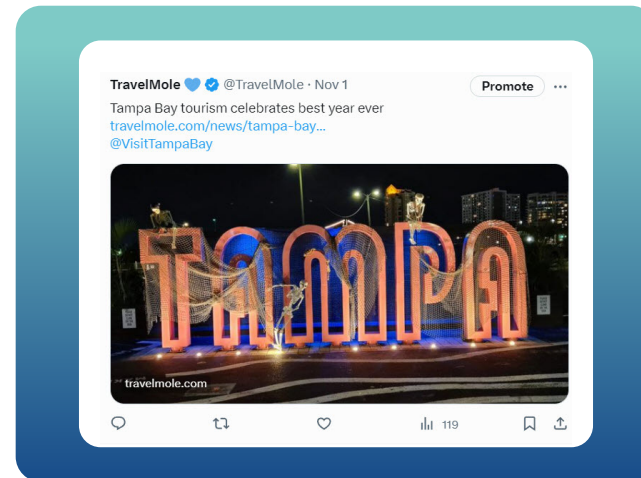 TravelMole 💙 @TravelMole · Nov 1
Promote
Tampa Bay tourism celebrates best year ever
travelmole.com/news/tampa-bay...
@VisitTampaBay
TAMPA
travelmole.com
119